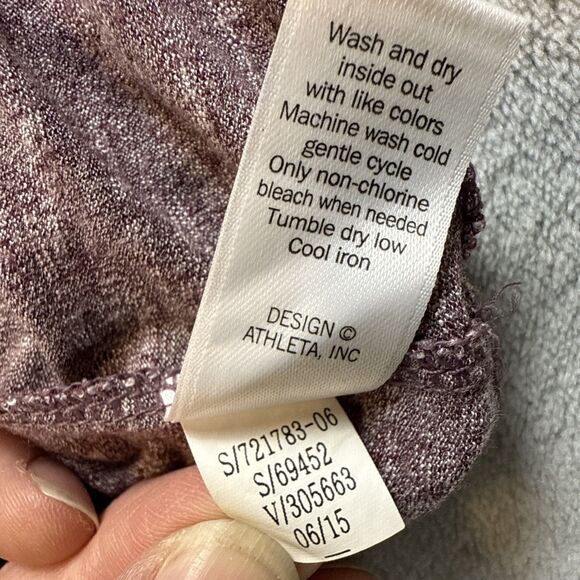 Wash and dry
inside out
with like colors
Machine wash cold
gentle cycle
Only non-chlorine
bleach when needed
Tumble dry low
Cool iron
DESIGN ©
ATHLETA, INC
S/721783-06
S/69452
V/305663
06/15